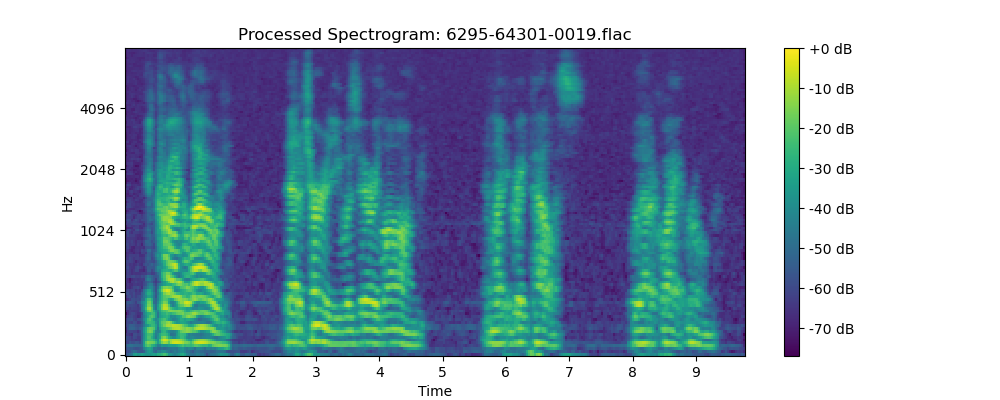 Processed Spectrogram: 6295-64301-0019.flac
Hz
4096
2048
1024
512
0
0 1 2 3 4 5 6 7 8 9
Time
+0 dB
-10 dB
-20 dB
-30 dB
-40 dB
-50 dB
-60 dB
-70 dB